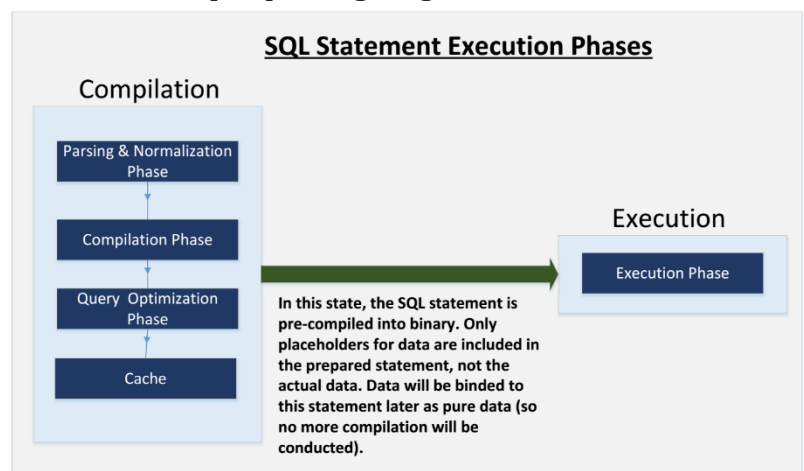 SQL Statement Execution Phases
Compilation
Parsing & Normalization
Phase
Compilation Phase
Query Optimization
Phase
Cache
In this state, the SQL statement is
pre-compiled into binary. Only
placeholders for data are included in
the prepared statement, not the
actual data. Data will be binded to
this statement later as pure data (so
no more compilation will be
conducted).
Execution
Execution Phase